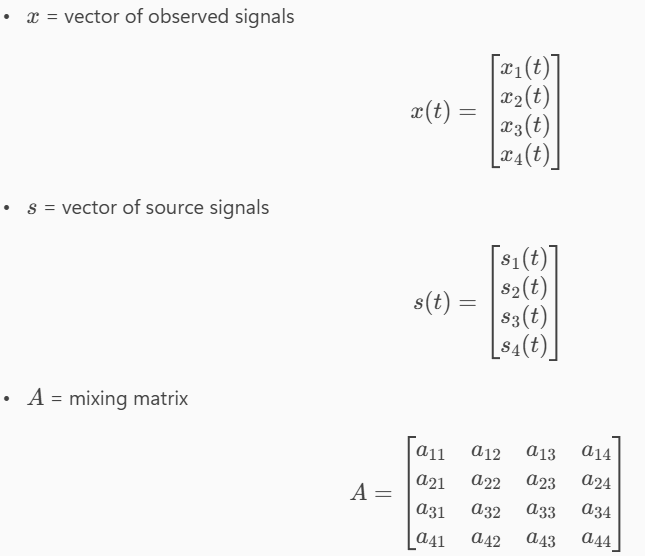 • x = vector of observed signals
x(t) = [x₁(t)
x₂(t)
x₃(t)
x₄(t)]
• s = vector of source signals
s(t) = [s₁(t)
s₂(t)
s₃(t)
s₄(t)]
• A = mixing matrix
A = [a₁₁ a₁₂ a₁₃ a₁₄
a₂₁ a₂₂ a₂₃ a₂₄
a₃₁ a₃₂ a₃₃ a₃₄
a₄₁ a₄₂ a₄₃ a₄₄]